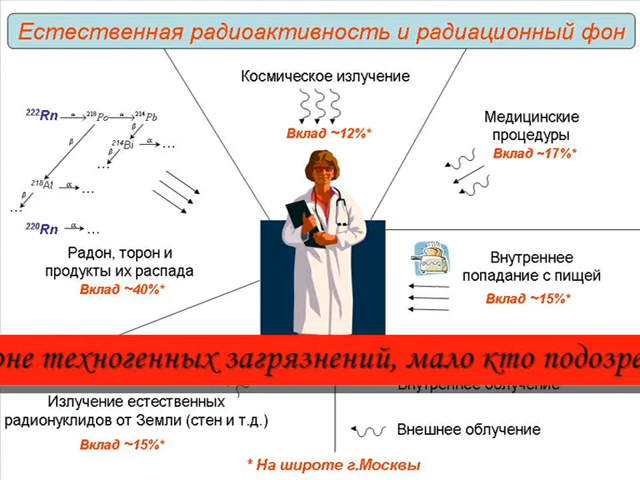 Естественная радиоактивность и радиационный фон
Космическое излучение
Вклад ~12%*
Медицинские
процедуры
Вклад ~17%*
²²²Rn α ²¹⁸Po α ²¹⁴Pb
β β
²¹⁴Bi α ...
β
...
²¹⁸At α ...
...
²²⁰Rn α ...
Радон, торон и
продукты их распада
Вклад ~40%*
Внутреннее
попадание с пищей
Вклад ~15%*
оне техногенных загрязнений, мало кто подозре
Внутреннее облучение
Излучение естественных
радионуклидов от Земли (стен и т.д.)
Вклад ~15%*
Внешнее облучение
* На широте г.Москвы